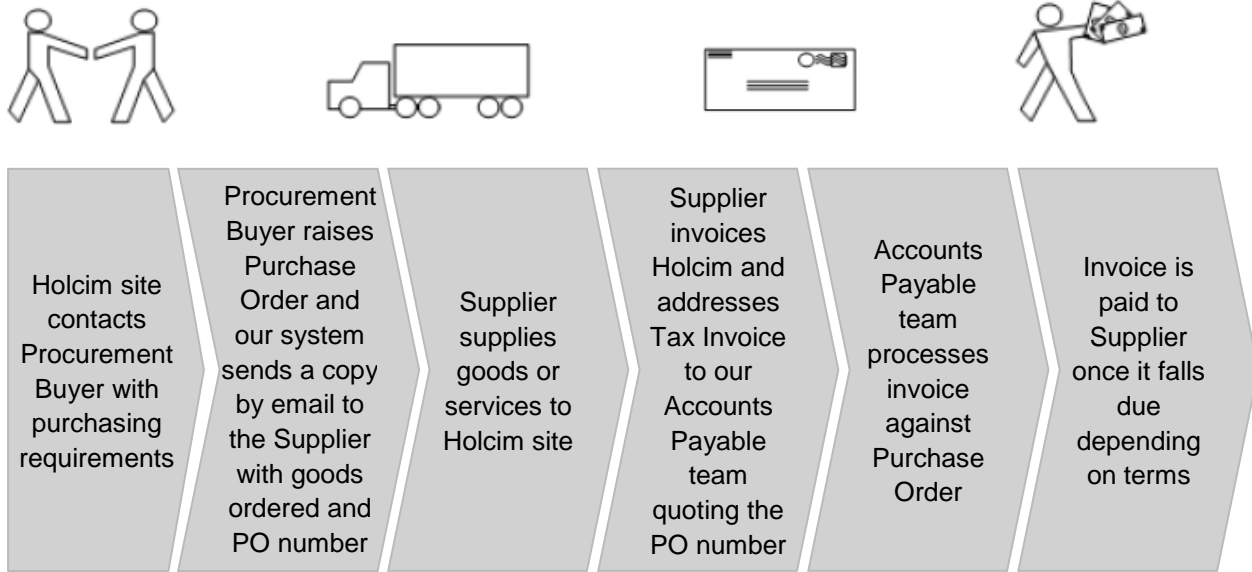 Holcim site
contacts
Procurement
Buyer with
purchasing
requirements
Procurement
Buyer raises
Purchase
Order and
our system
sends a copy
by email to
the Supplier
with goods
ordered and
PO number
Supplier
supplies
goods or
services to
Holcim site
Supplier
invoices
Holcim and
addresses
Tax Invoice
to our
Accounts
Payable
team
quoting the
PO number
Accounts
Payable
team
processes
invoice
against
Purchase
Order
Invoice is
paid to
Supplier
once it falls
due
depending
on terms